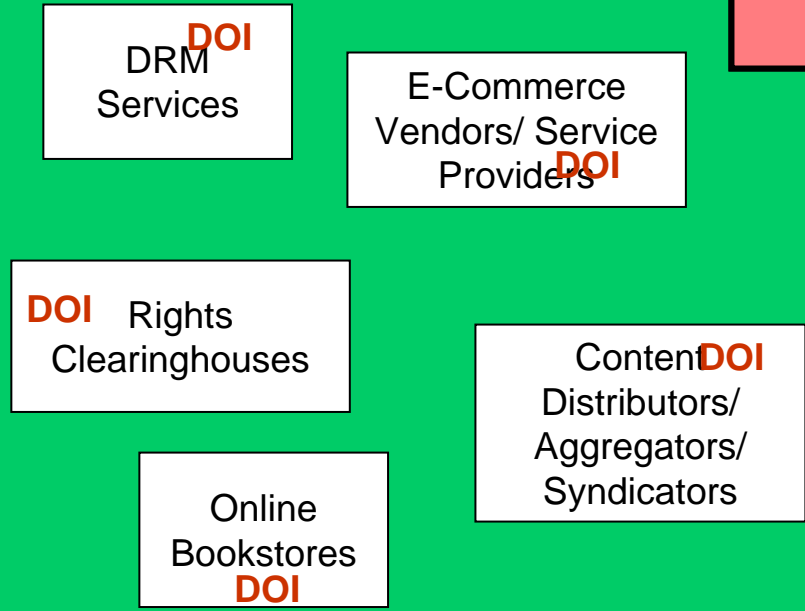 DOI
DRM
Services
E-Commerce
Vendors/ Service
Providers
DOI
DOI Rights
Clearinghouses
Content DOI
Distributors/
Aggregators/
Syndicators
Online
Bookstores
DOI